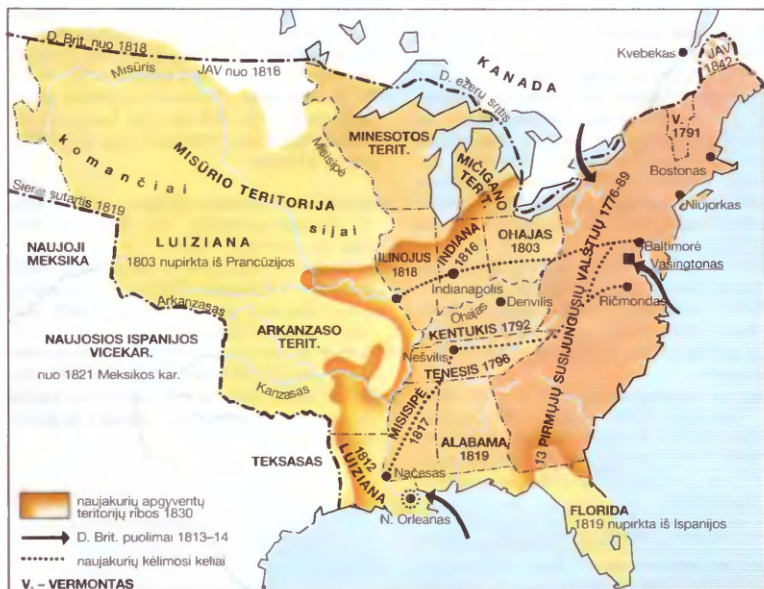 D. Brit. nuo 1818
JAV nuo 1818
Misūris
KANADA
D. ežerų sritis
Kvebekas
JAV
1842
V.
1791
Bostonas
Niujorkas
MINESOTOS
TERIT.
Misisipė
MIČIGANO
TERIT.
komančiai
MISŪRIO TERITORIJA
sijai
Sienos sutartis 1819
NAUJOJI
MEKSIKA
LUIZIANA
1803 nupirkta iš Prancūzijos
ILINOJUS
1818
INDIANA
1816
OHAJAS
1803
Indianapolis
Denvilis
Ohajas
13 PIRMŲJŲ SUSIJUNGUSIŲ VALSTIJŲ 1776-89
Baltimorė
Vašingtonas
Ričmondas
Arkanzasas
NAUJOSIOS ISPANIJOS
VICEKAR.
nuo 1821 Meksikos kar.
ARKANZASO
TERIT.
Kanzasas
KENTUKIS 1792
Nešvilis
TENESIS 1796
MISISIPĖ
1817
ALABAMA
1819
TEKSASAS
LUIZIANA
1812
Načesas
N. Orleanas
FLORIDA
1819 nupirkta iš Ispanijos
naujakurių apgyventų
teritorijų ribos 1830
D. Brit. puolimai 1813–14
naujakurių kėlimosi keliai
V. – VERMONTAS